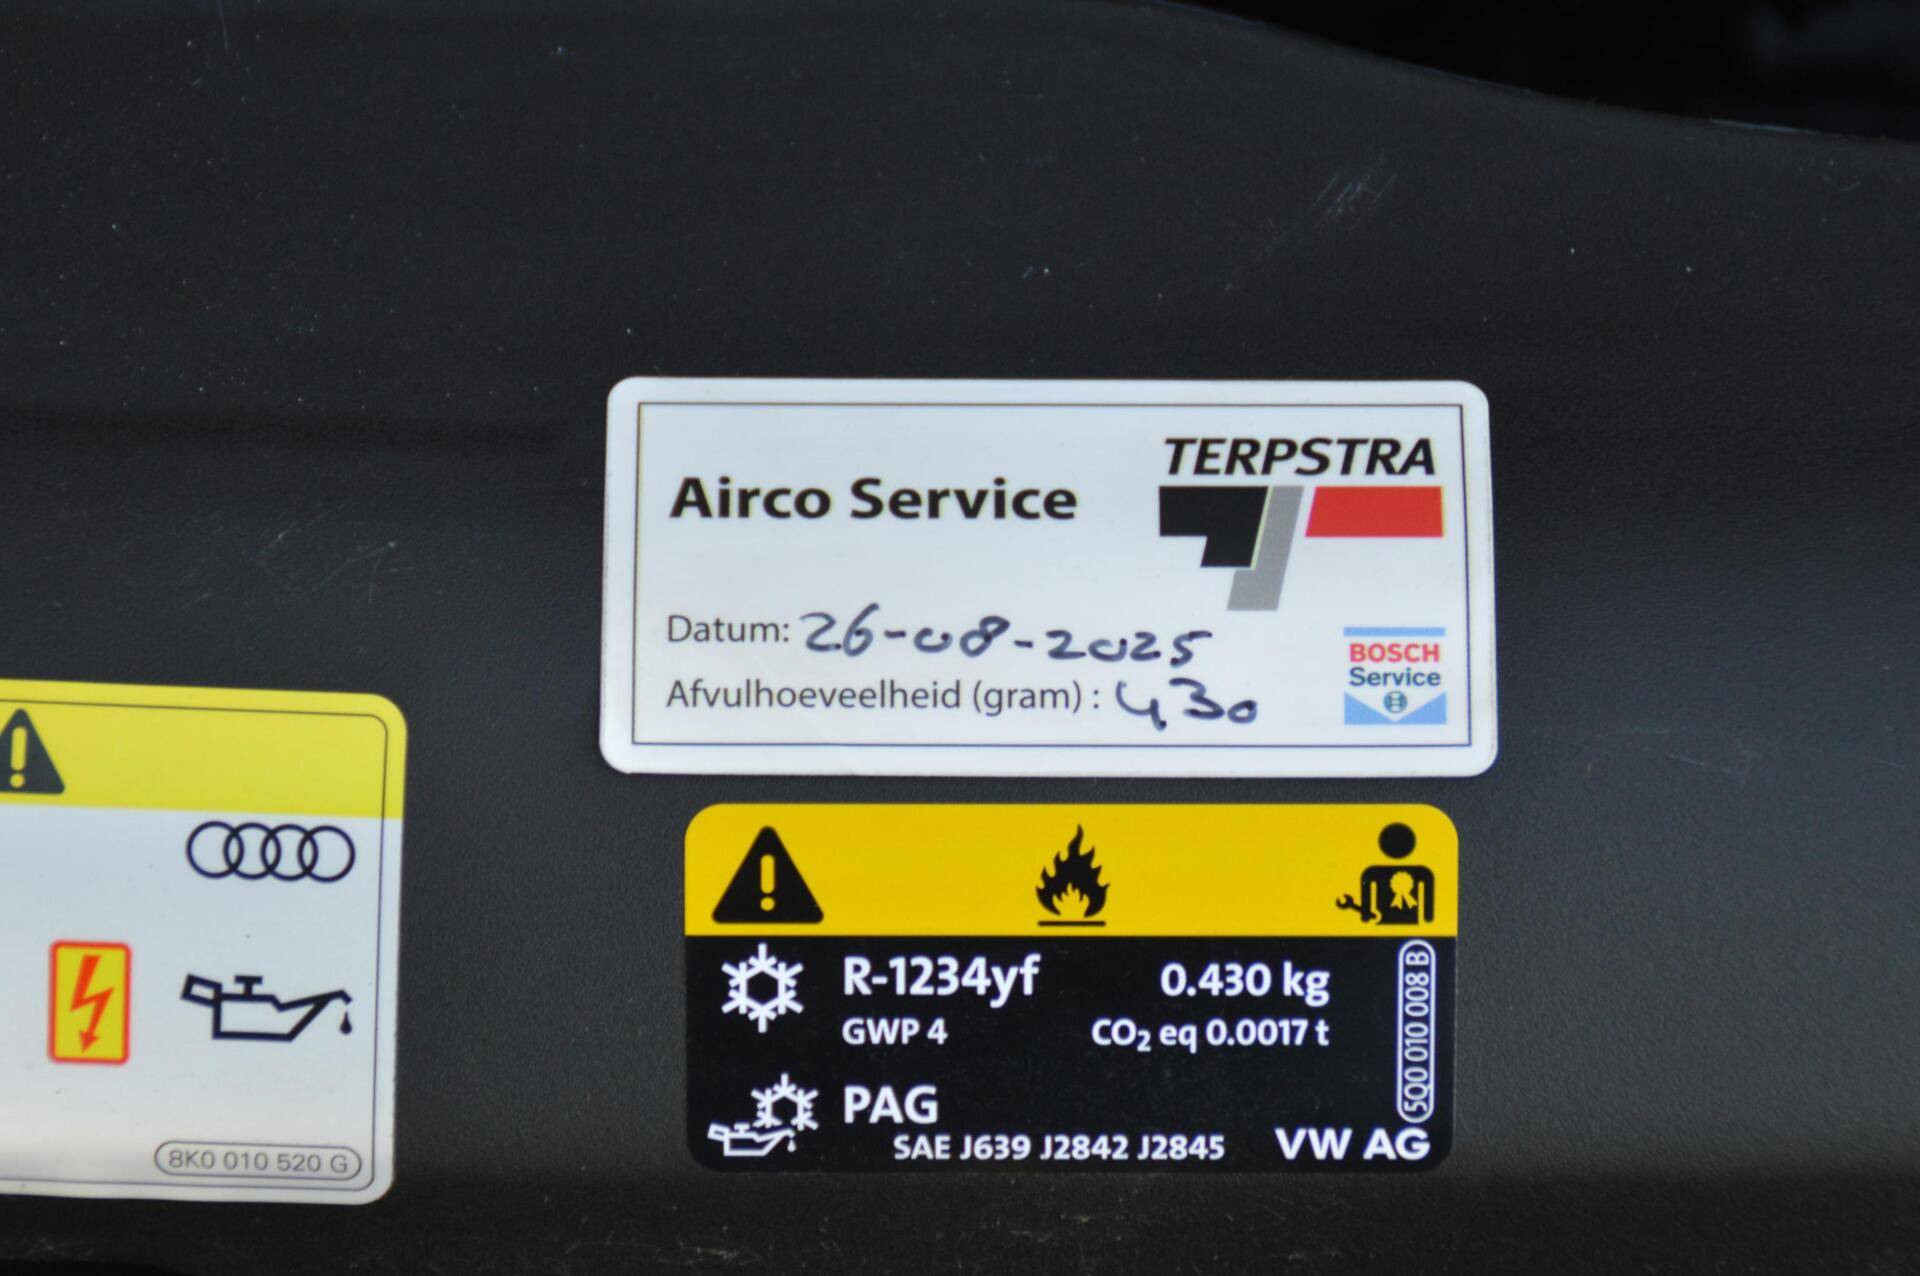 TERPSTRA
Airco Service
Datum: 26-08-2025
Afvulhoeveelheid (gram) : 430
BOSCH
Service
R-1234yf 0.430 kg
GWP 4 CO₂ eq 0.0017 t
PAG
SAE J639 J2842 J2845 VW AG
5Q0 010 008 B
8K0 010 520 G